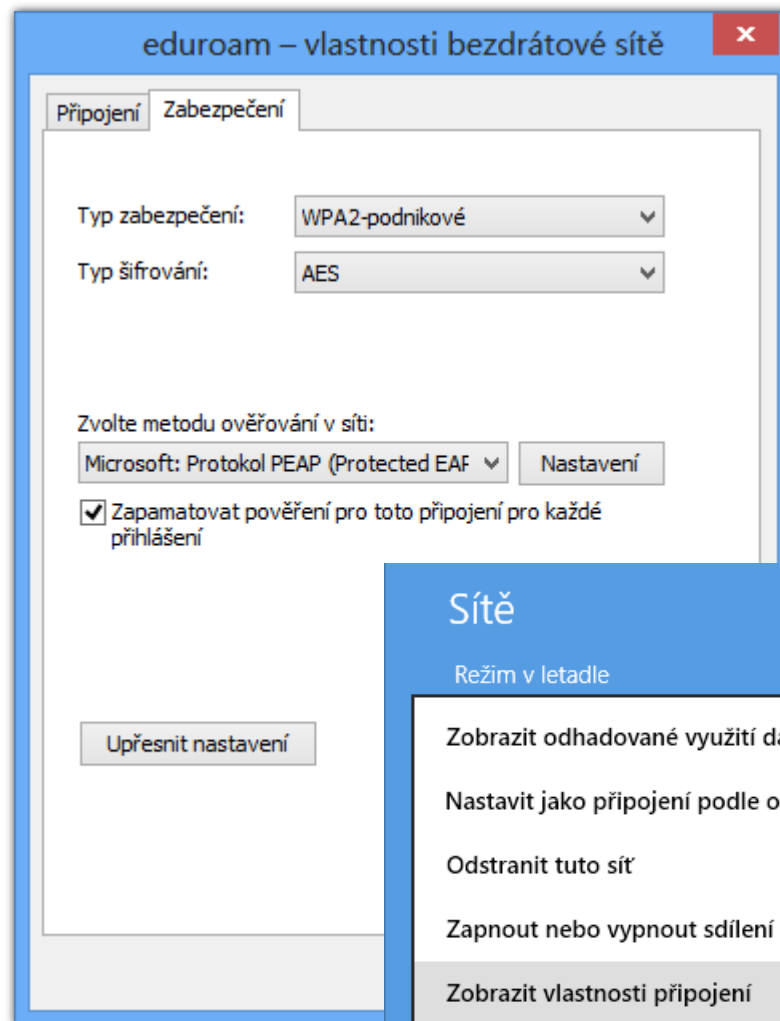 eduroam – vlastnosti bezdrátové sítě
Připojení Zabezpečení
Typ zabezpečení: WPA2-podnikové
Typ šifrování: AES
Zvolte metodu ověřování v síti:
Microsoft: Protokol PEAP (Protected Nastavení
Zapamatovat pověření pro toto připojení pro každé
přihlášení
Upřesnit nastavení
Sítě
Režim v letadle
Zobrazit odhadované využití
Nastavit jako připojení podle
Odstranit tuto síť
Zapnout nebo vypnout sdílení
Zobrazit vlastnosti připojení